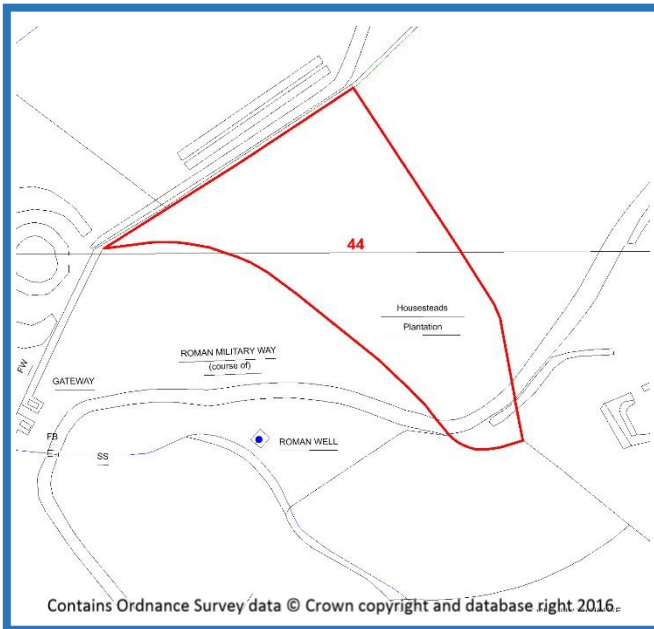 44
Housesteads
Plantation
ROMAN MILITARY WAY
(course of)
FW
GATEWAY
FB
ROMAN WELL
SS
Contains Ordnance Survey data © Crown copyright and database right 2016